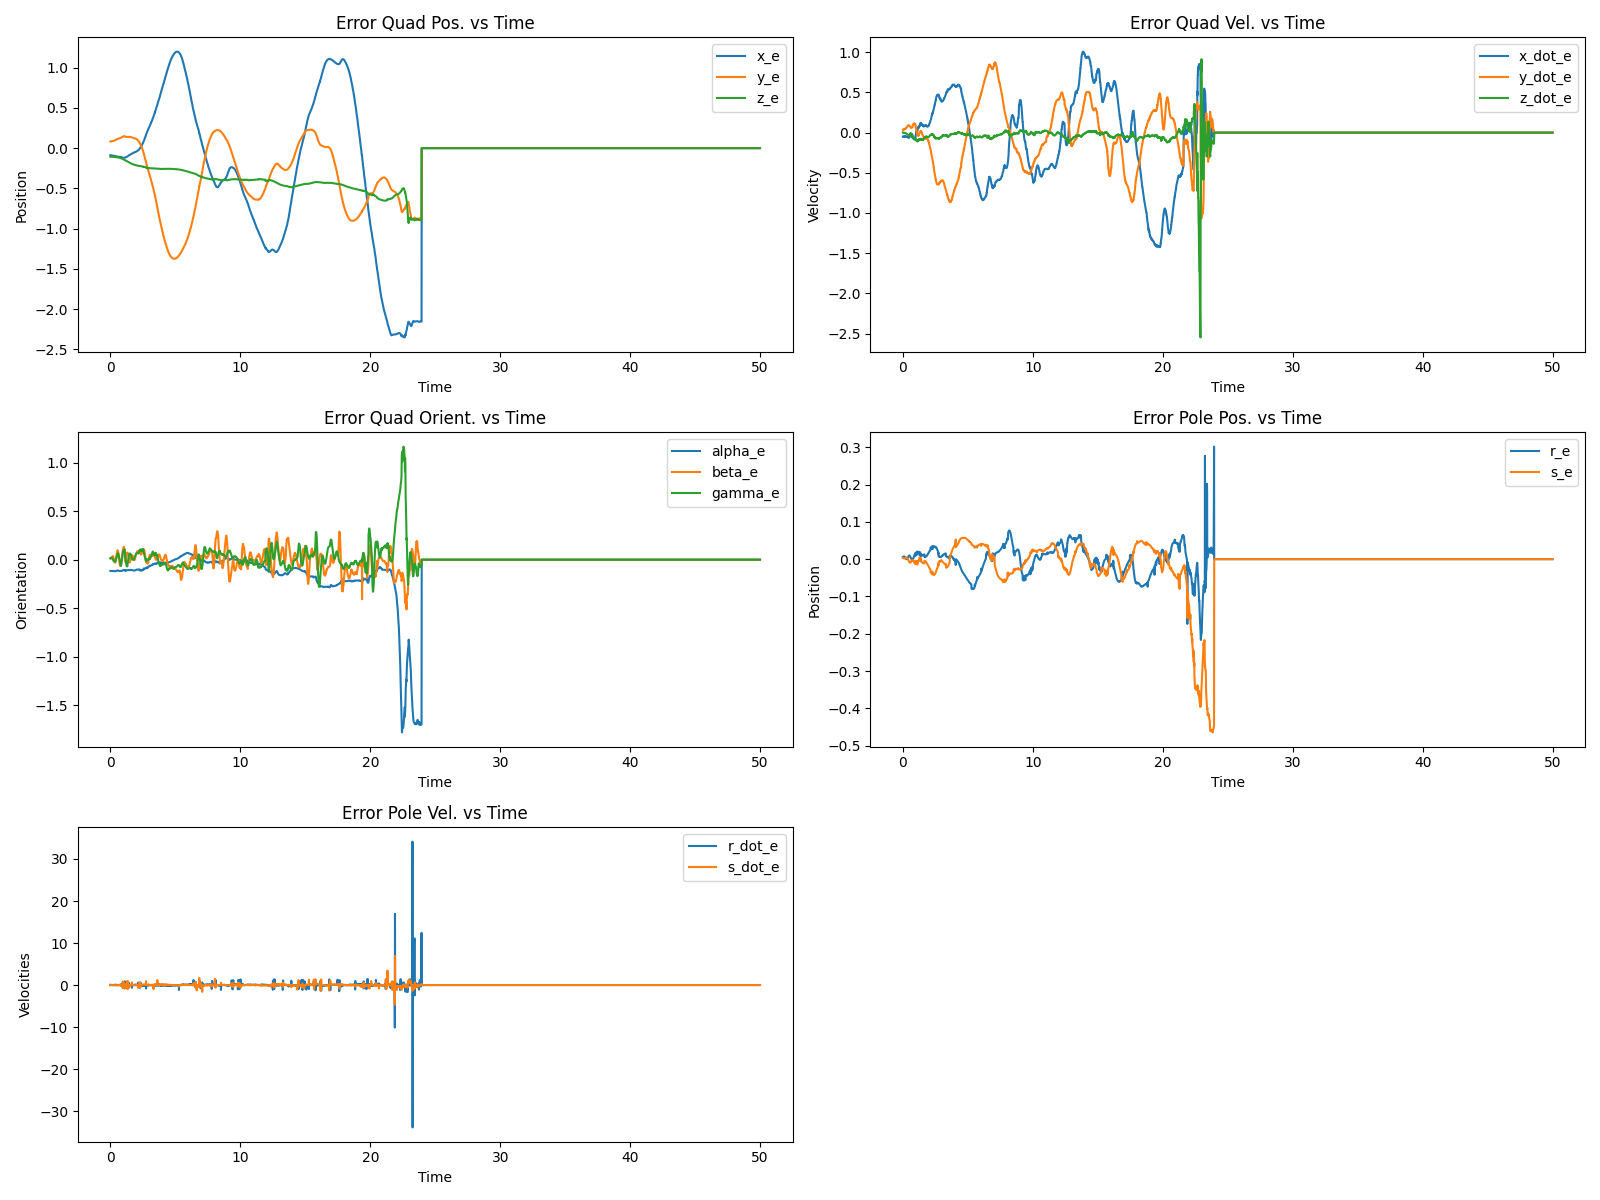 Error Quad Pos. vs Time
Position
1.0
0.5
0.0
−0.5
−1.0
−1.5
−2.0
−2.5
0 10 20 30 40 50
Time
x_e
y_e
z_e
Error Quad Vel. vs Time
Velocity
1.0
0.5
0.0
−0.5
−1.0
−1.5
−2.0
−2.5
0 10 20 30 40 50
Time
x_dot_e
y_dot_e
z_dot_e
Error Quad Orient. vs Time
Orientation
1.0
0.5
0.0
−0.5
−1.0
−1.5
0 10 20 30 40 50
Time
alpha_e
beta_e
gamma_e
Error Pole Pos. vs Time
Position
0.3
0.2
0.1
0.0
−0.1
−0.2
−0.3
−0.4
−0.5
0 10 20 30 40 50
Time
r_e
s_e
Error Pole Vel. vs Time
Velocities
30
20
10
0
−10
−20
−30
0 10 20 30 40 50
Time
r_dot_e
s_dot_e